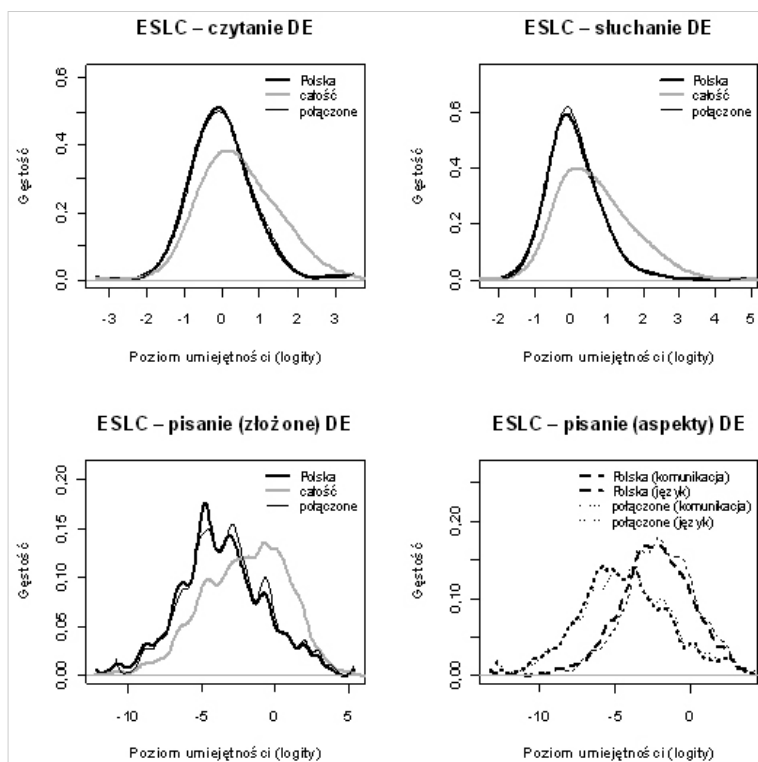 ESLC – czytanie DE
Gęstość
0,0 0,2 0,4 0,6
Polska
całość
połączone
-3 -2 -1 0 1 2 3
Poziom umiejętności (logity)
ESLC – słuchanie DE
Gęstość
0,0 0,2 0,4 0,6
Polska
całość
połączone
-2 -1 0 1 2 3 4 5
Poziom umiejętności (logity)
ESLC – pisanie (złożone) DE
Gęstość
0,00 0,05 0,10 0,15 0,20
Polska
całość
połączone
-10 -5 0 5
Poziom umiejętności (logity)
ESLC – pisanie (aspekty) DE
Gęstość
0,00 0,10 0,20
Polska (komunikacja)
Polska (język)
połączone (komunikacja)
połączone (język)
-10 -5 0
Poziom umiejętności (logity)